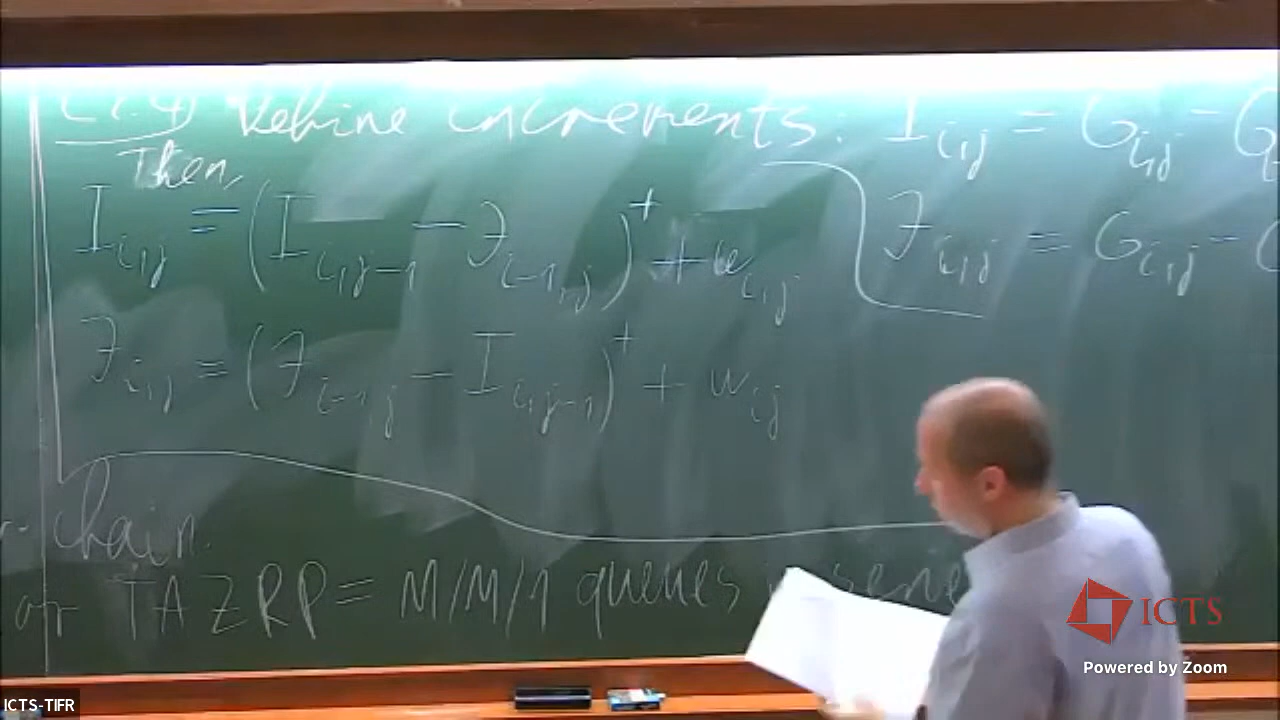 Define increments: I_{i,j} = G_{i,j} - G
Then,
I_{i,j} = (I_{i,j-1} - J_{i-1,j})^+ + w_{i,j}
J_{i,j} = G_{i,j} -
J_{i,j} = (J_{i-1,j} - I_{i,j-1})^+ + w_{i,j}
chain.
or TAZRP = M/M/1 queues
ICTS
Powered by Zoom
ICTS-TIFR